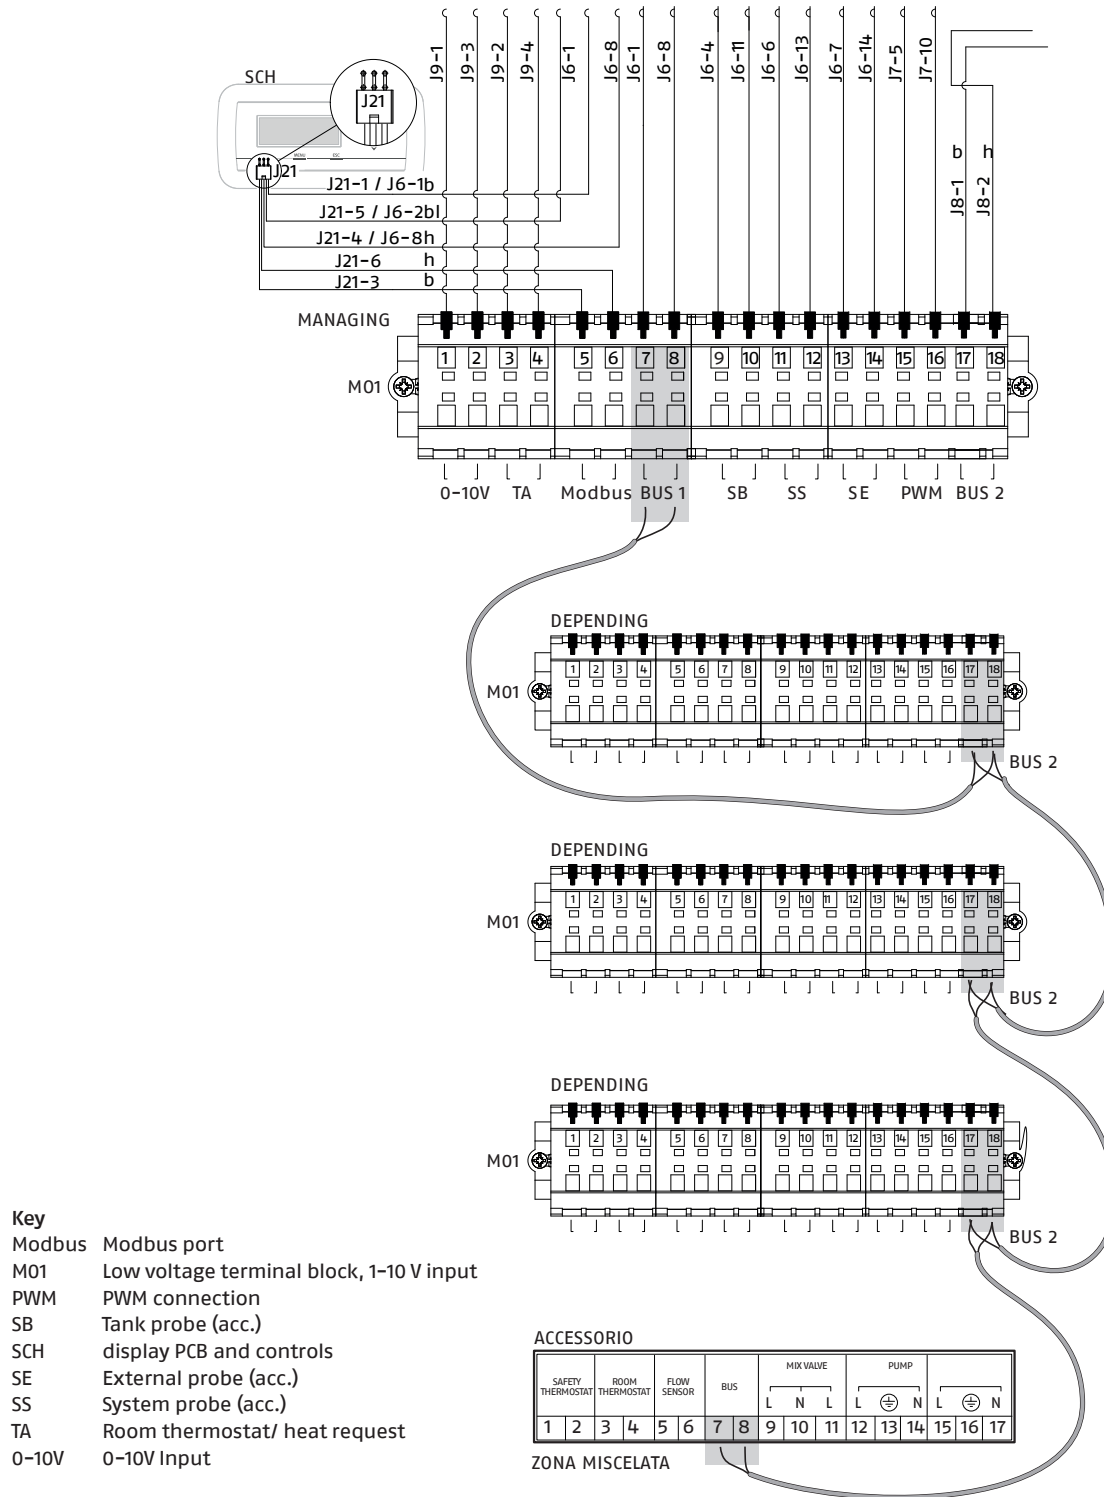 J9-1 J9-3 J9-2 J9-4 J6-1 J6-8 J6-1 J6-8 J6-4 J6-11 J6-6 J6-13 J6-7 J6-14 J7-5 J7-10
SCH
J21
MENU ESC
J21
b h
J8-1 J8-2
J21-1 / J6-1b
J21-5 / J6-2bl
J21-4 / J6-8h
J21-6 h
J21-3 b
MANAGING
M01
1 2 3 4 5 6 7 8 9 10 11 12 13 14 15 16 17 18
0-10V TA Modbus BUS 1 SB SS SE PWM BUS 2
DEPENDING
1 2 3 4 5 6 7 8 9 10 11 12 13 14 15 16 17 18
M01
BUS 2
DEPENDING
1 2 3 4 5 6 7 8 9 10 11 12 13 14 15 16 17 18
M01
BUS 2
DEPENDING
1 2 3 4 5 6 7 8 9 10 11 12 13 14 15 16 17 18
M01
BUS 2
Key
Modbus Modbus port
M01 Low voltage terminal block, 1-10 V input
PWM PWM connection
SB Tank probe (acc.)
SCH display PCB and controls
SE External probe (acc.)
SS System probe (acc.)
TA Room thermostat/ heat request
0-10V 0-10V Input
ACCESSORIO
SAFETY THERMOSTAT ROOM THERMOSTAT FLOW SENSOR BUS MIX VALVE PUMP
L N L L N L N
1 2 3 4 5 6 7 8 9 10 11 12 13 14 15 16 17
ZONA MISCELATA